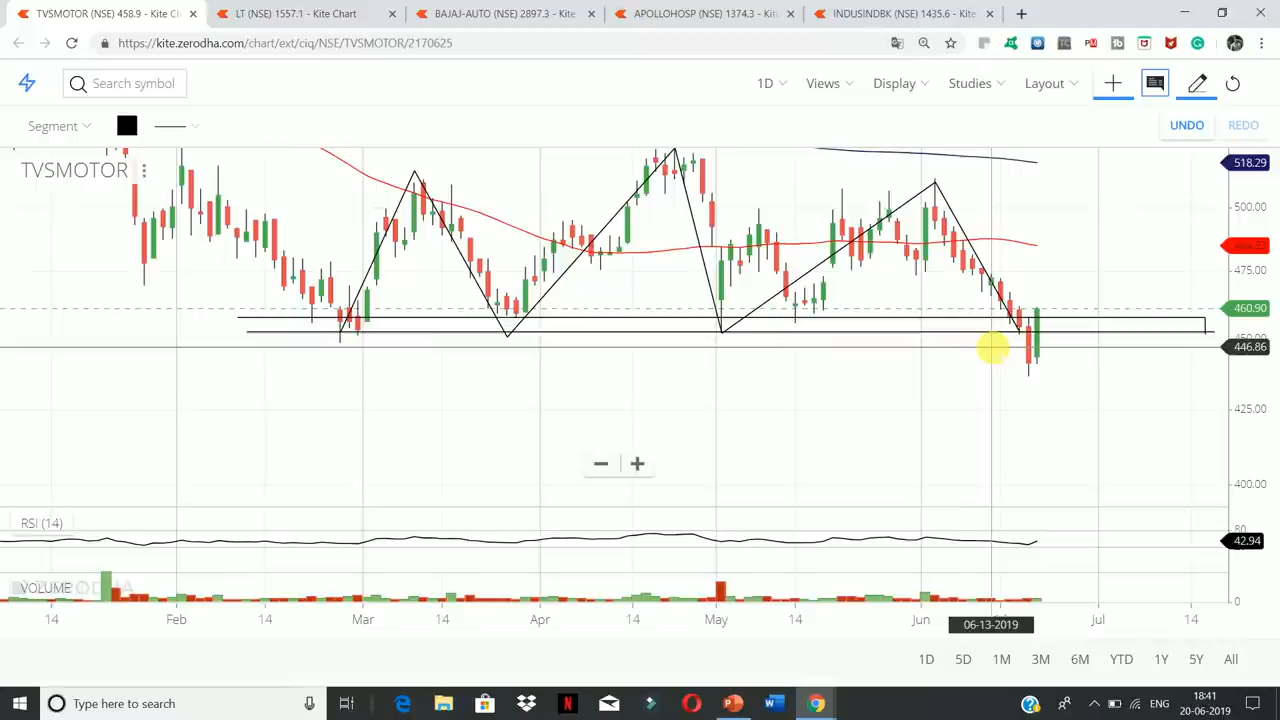 TVSMOTOR (NSE) 458.9 - Kite Ch
LT (NSE) 1557.1 - Kite Chart
BAJAJ-AUTO (NSE) 2897.3 - Kite
APOLLOHOSP (NSE) 1374.3 - Kit
INDUSINDBK (NSE) 1435.6 - Kite
https://kite.zerodha.com/chart/ext/ciq/NSE/TVSMOTOR/2170625
Search symbol
1D Views Display Studies Layout
Segment
UNDO REDO
TVSMOTOR
518.29
500.00
475.00
460.90
446.86
425.00
400.00
RSI (14)
80
42.94
VOLUME
0
14 Feb 14 Mar 14 Apr 14 May 14 Jun Jul 14
06-13-2019
1D 5D 1M 3M 6M YTD 1Y 5Y All
Type here to search
ENG
18:41
20-06-2019